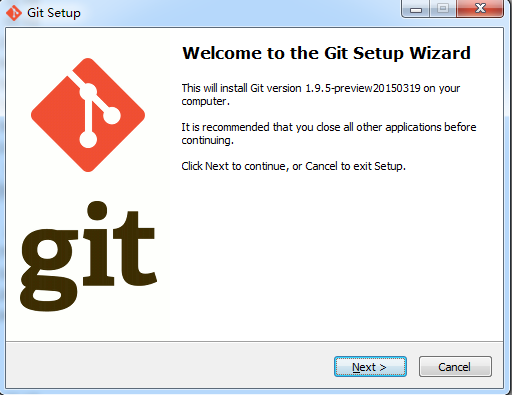 Git Setup
Welcome to the Git Setup Wizard
This will install Git version 1.9.5-preview20150319 on your
computer.
It is recommended that you close all other applications before
continuing.
Click Next to continue, or Cancel to exit Setup.
git
Next >
Cancel